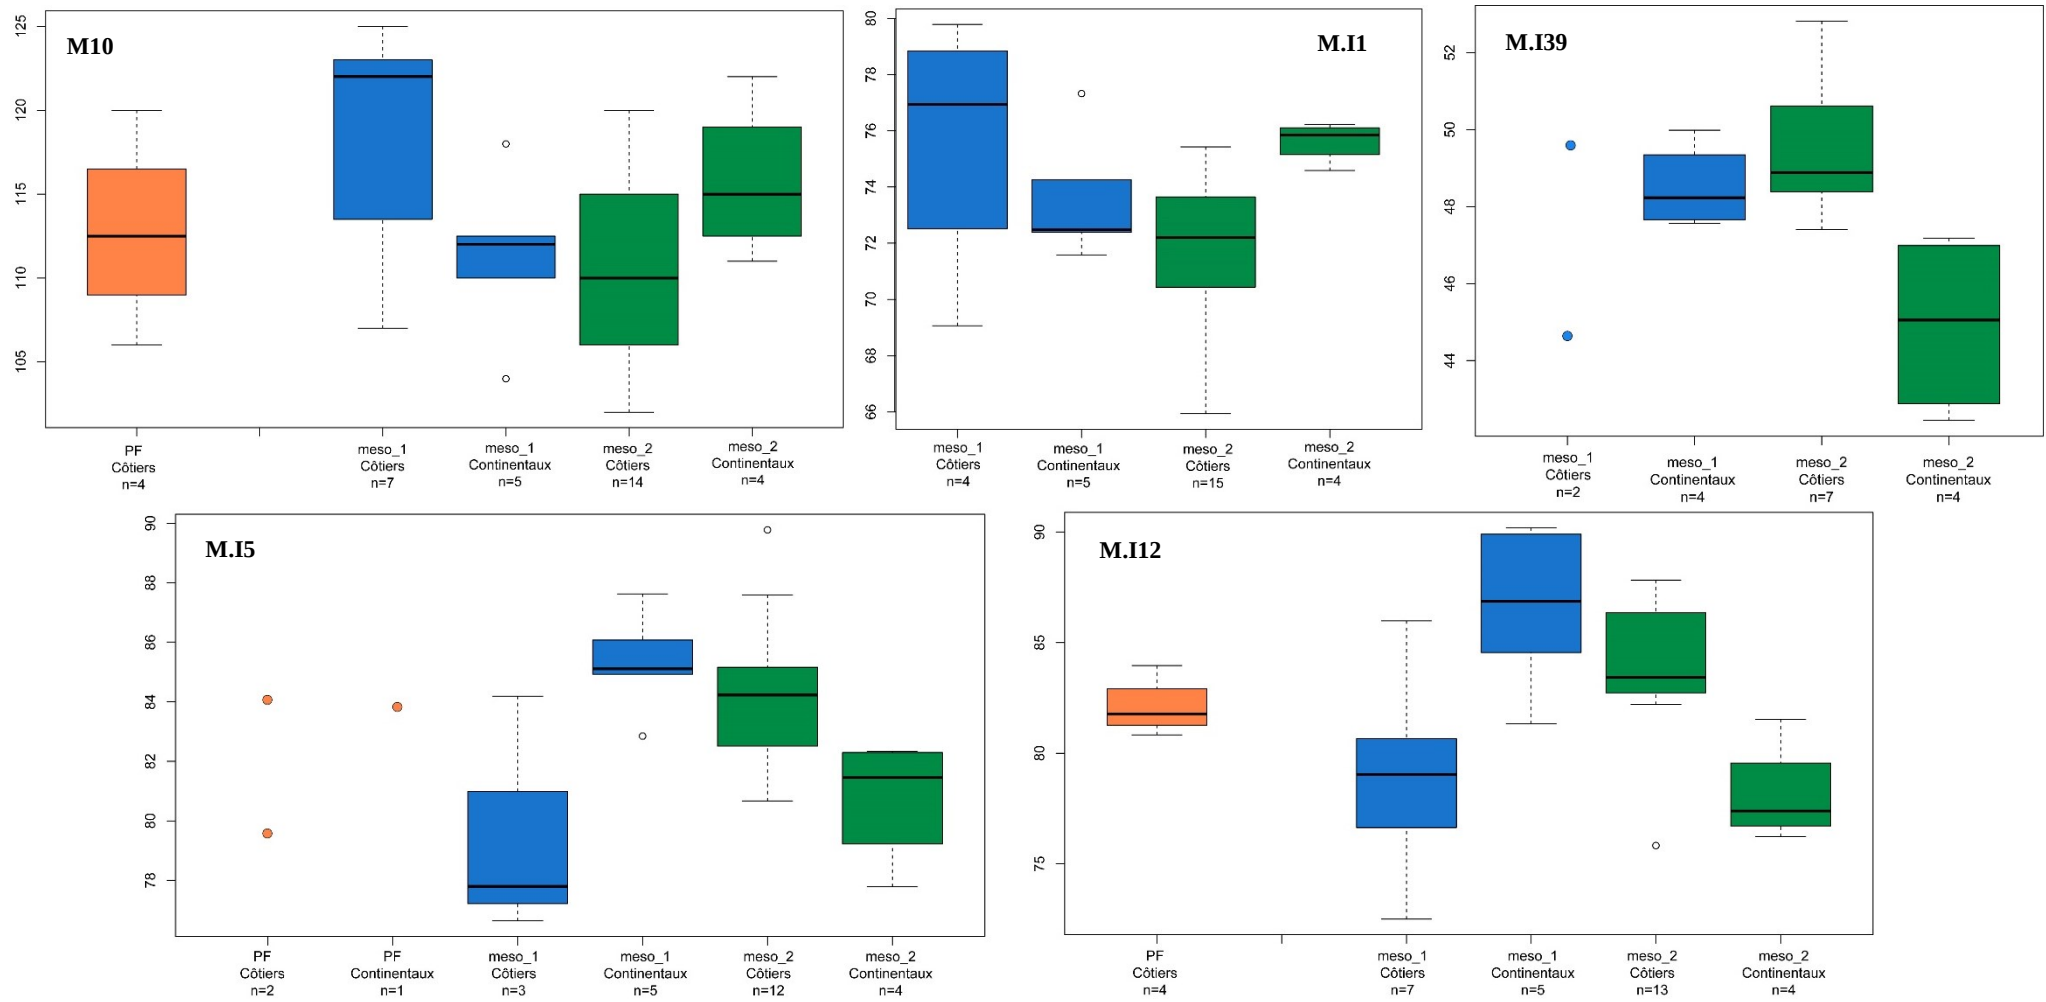 M10
125
120
115
110
105
PF
Côtiers
n=4
meso_1
Côtiers
n=7
meso_1
Continentaux
n=5
meso_2
Côtiers
n=14
meso_2
Continentaux
n=4
M.I1
80
78
76
74
72
70
68
66
meso_1
Côtiers
n=4
meso_1
Continentaux
n=5
meso_2
Côtiers
n=15
meso_2
Continentaux
n=4
M.I39
52
50
48
46
44
meso_1
Côtiers
n=2
meso_1
Continentaux
n=4
meso_2
Côtiers
n=7
meso_2
Continentaux
n=4
M.I5
90
88
86
84
82
80
78
PF
Côtiers
n=2
PF
Continentaux
n=1
meso_1
Côtiers
n=3
meso_1
Continentaux
n=5
meso_2
Côtiers
n=12
meso_2
Continentaux
n=4
M.I12
90
85
80
75
PF
Côtiers
n=4
meso_1
Côtiers
n=7
meso_1
Continentaux
n=5
meso_2
Côtiers
n=13
meso_2
Continentaux
n=4